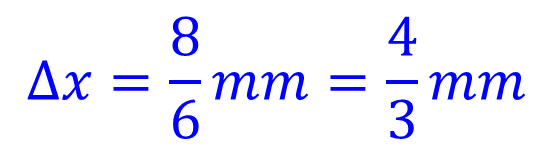 Δx = 8/6 mm = 4/3 mm